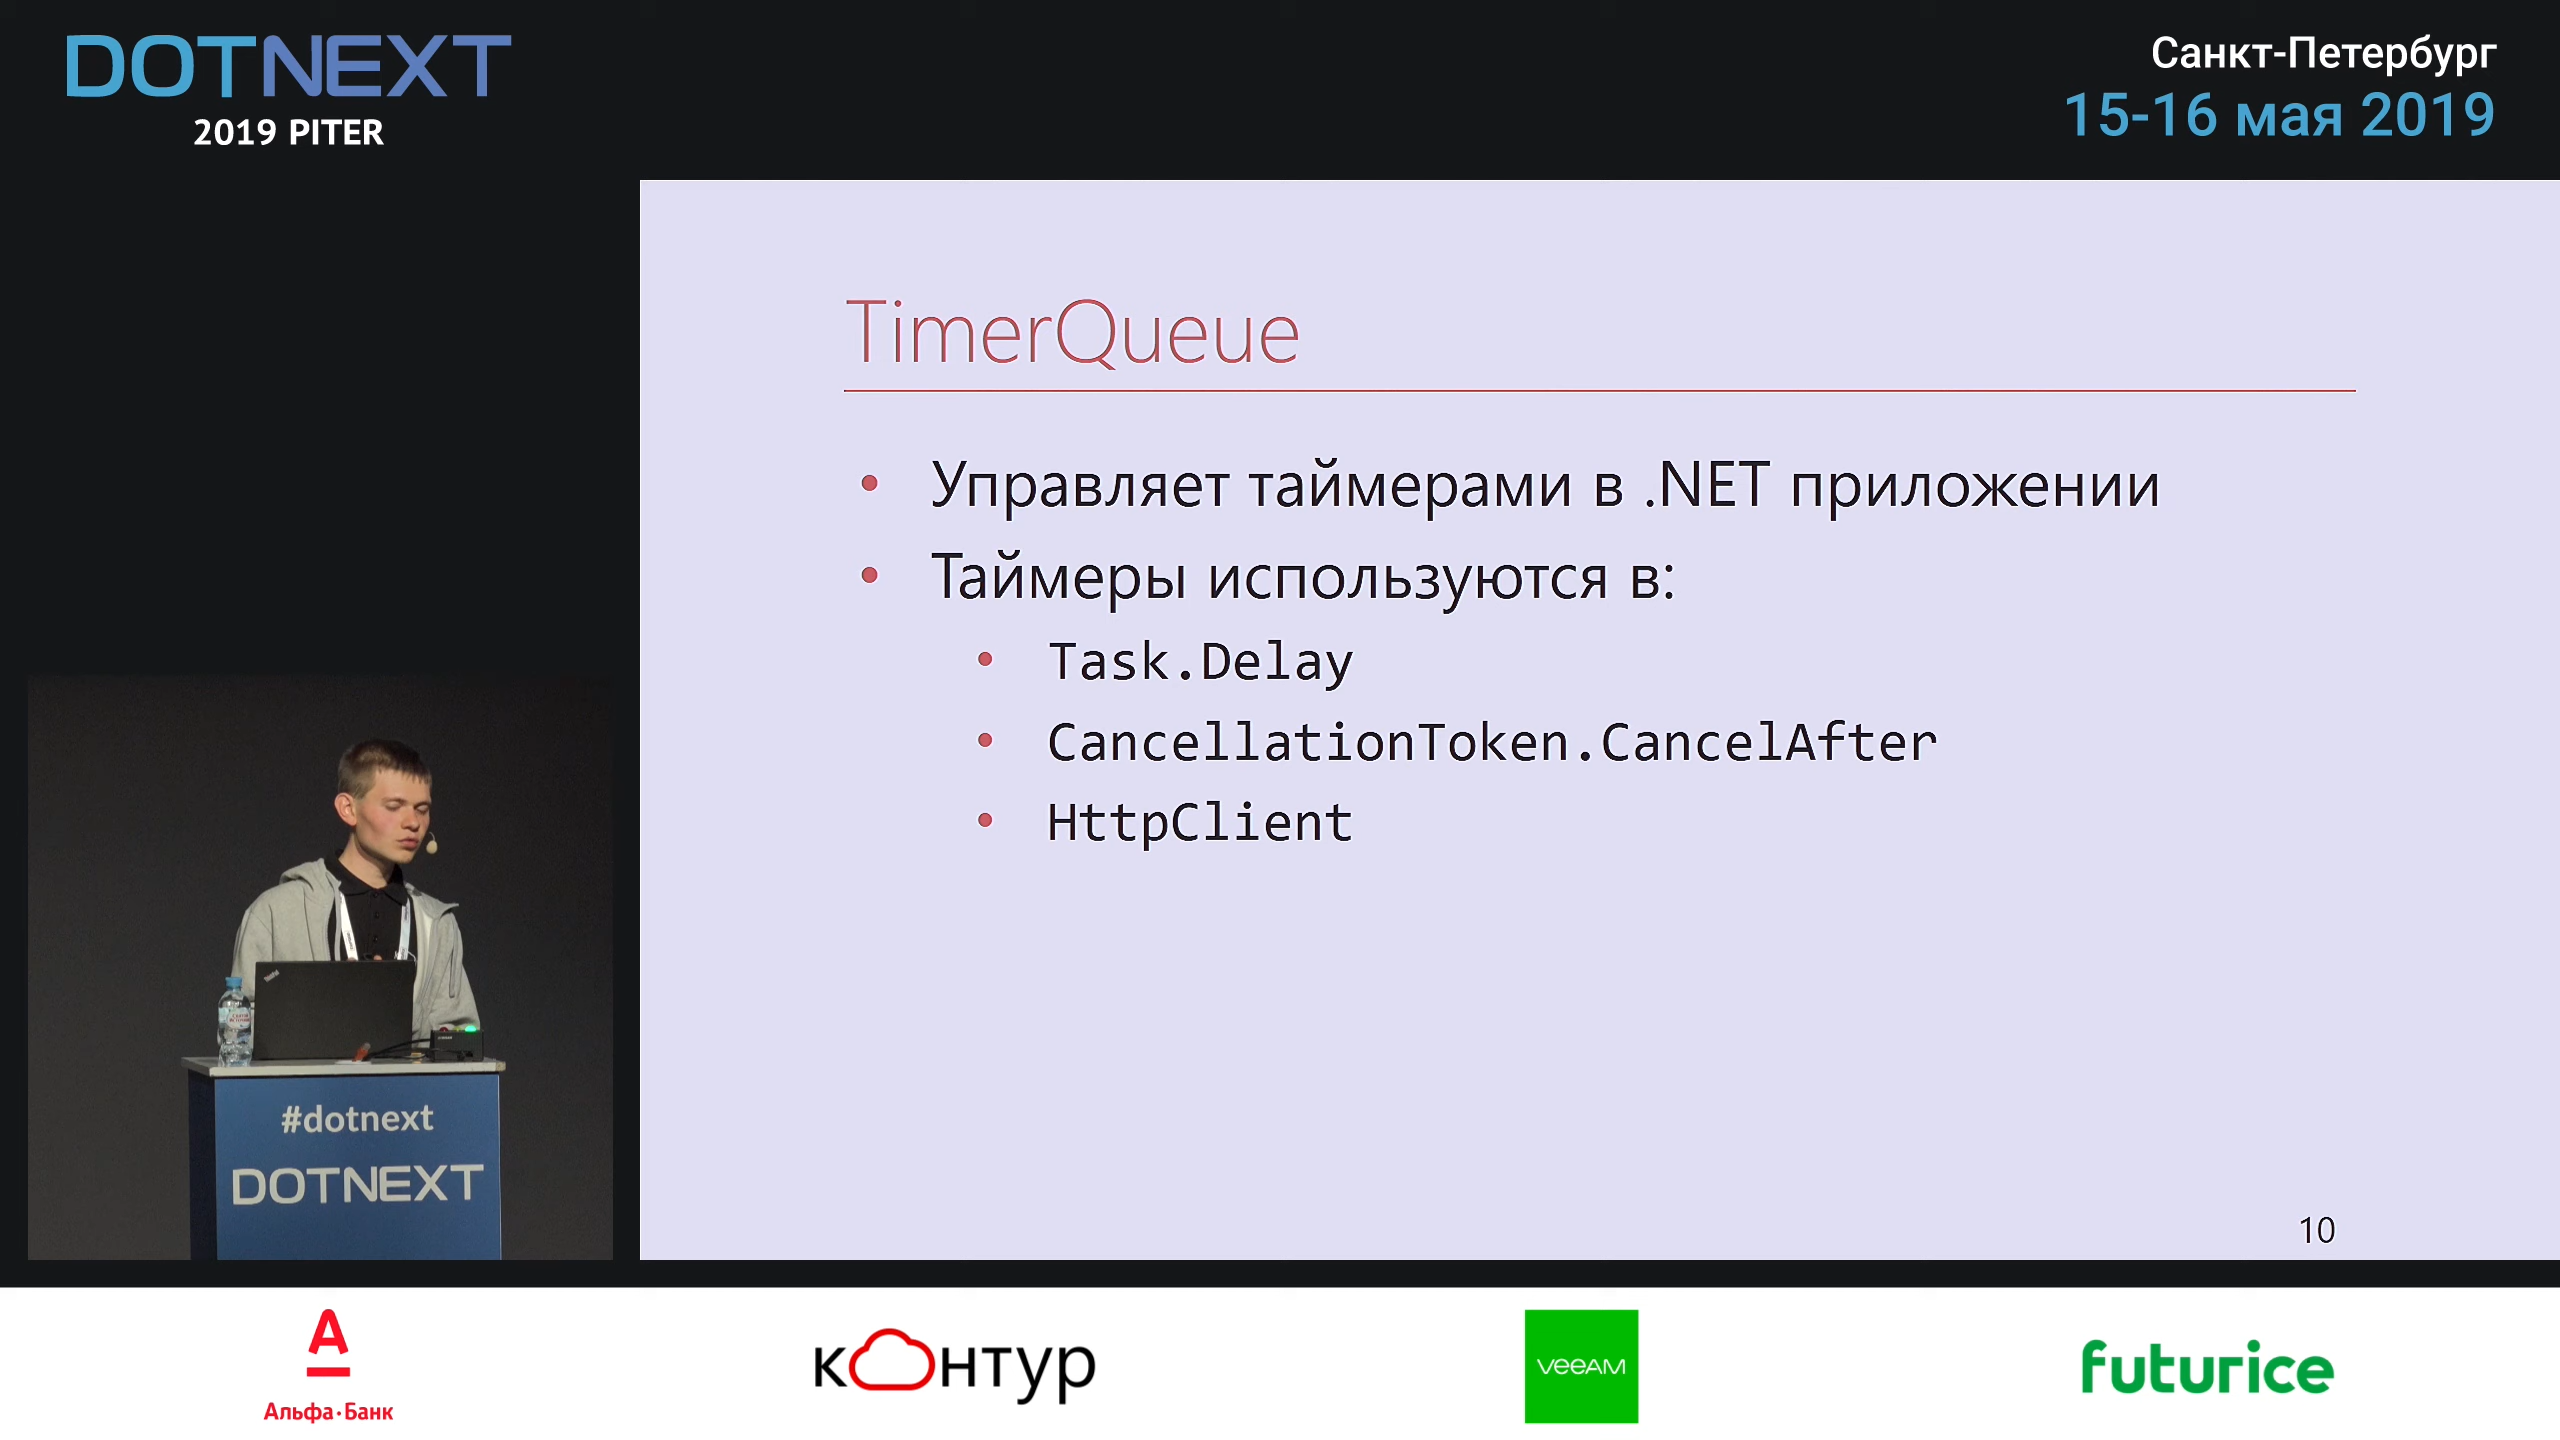 DOTNEXT
2019 PITER
Санкт-Петербург
15-16 мая 2019
TimerQueue
• Управляет таймерами в .NET приложении
• Таймеры используются в:
• Task.Delay
• CancellationToken.CancelAfter
• HttpClient
10
#dotnext
DOTNEXT
Альфа·Банк
контур
veeAM
futurice